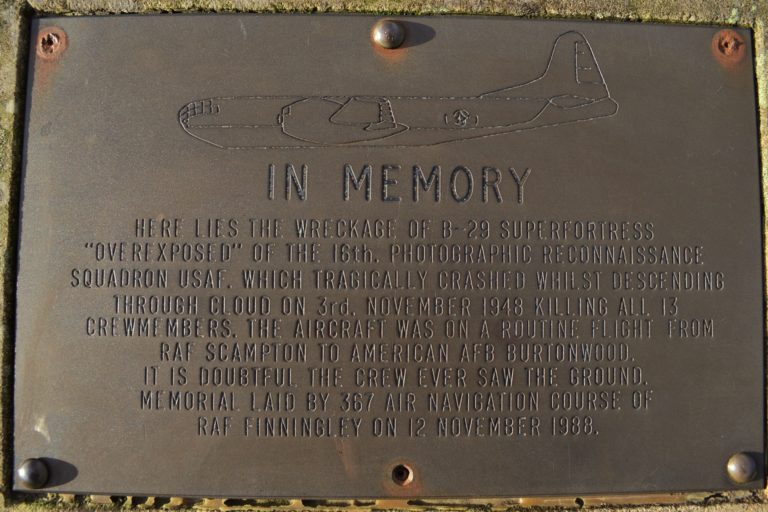 IN MEMORY
HERE LIES THE WRECKAGE OF B-29 SUPERFORTRESS
"OVEREXPOSED" OF THE 16th. PHOTOGRAPHIC RECONNAISSANCE
SQUADRON USAF. WHICH TRAGICALLY CRASHED WHILST DESCENDING
THROUGH CLOUD ON 3rd. NOVEMBER 1948 KILLING ALL 13
CREWMEMBERS. THE AIRCRAFT WAS ON A ROUTINE FLIGHT FROM
RAF SCAMPTON TO AMERICAN AFB BURTONWOOD.
IT IS DOUBTFUL THE CREW EVER SAW THE GROUND.
MEMORIAL LAID BY 367 AIR NAVIGATION COURSE OF
RAF FINNINGLEY ON 12 NOVEMBER 1988.